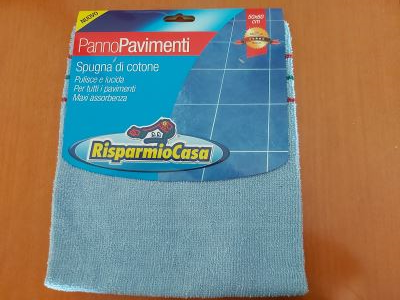 NUOVO
PannoPavimenti
Spugna di cotone
Pulisce e lucida
Per tutti i pavimenti
Maxi assorbenza
50x60
cm
RisparmioCasa